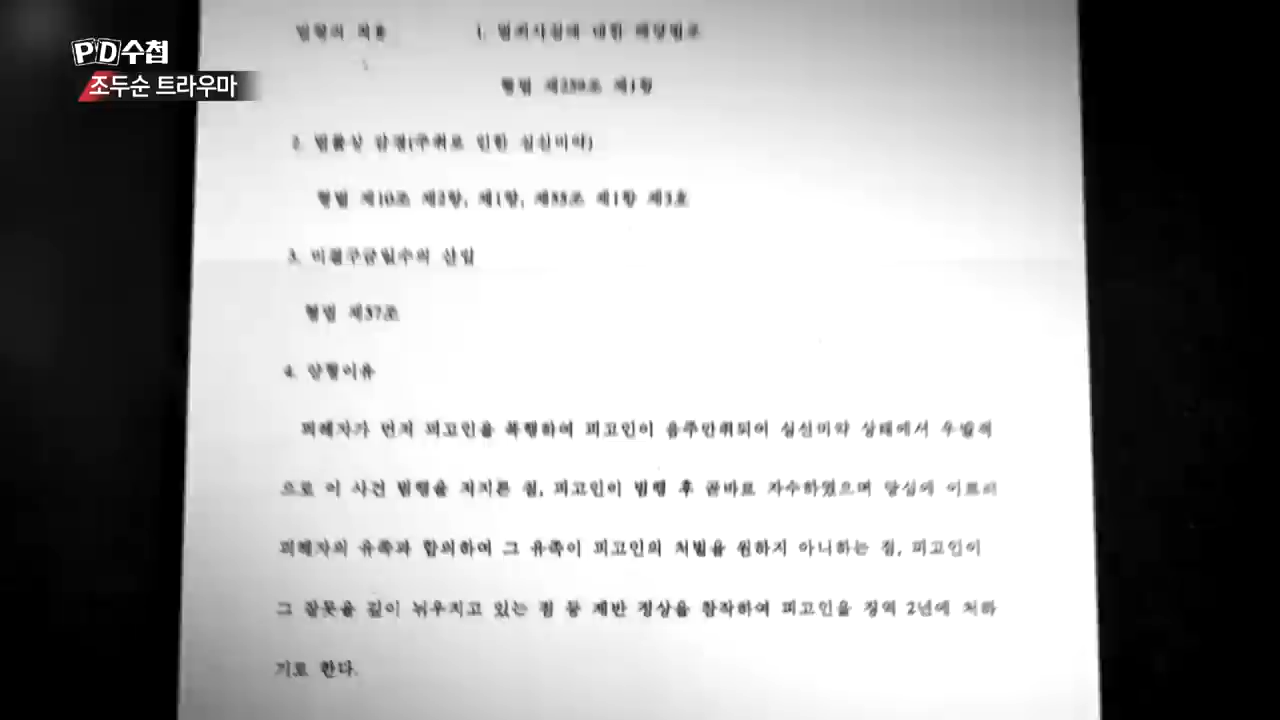 PD수첩
조두순 트라우마
법령의 적용 1. 범죄사실에 대한 해당법조
형법 제259조 제1항
2. 법률상 감경(주취로 인한 심신미약)
형법 제10조 제2항, 제1항, 제55조 제1항 제3호
3. 미결구금일수의 산입
형법 제57조
4. 양형이유
피해자가 먼저 피고인을 폭행하여 피고인이 음주만취되어 심신미약 상태에서 우발적
으로 이 사건 범행을 저지른 점, 피고인이 범행 후 곧바로 자수하였으며 당심에 이르러
피해자의 유족과 합의하여 그 유족이 피고인의 처벌을 원하지 아니하는 점, 피고인이
그 잘못을 깊이 뉘우치고 있는 점 등 제반 정상을 참작하여 피고인을 징역 2년에 처하
기로 한다.